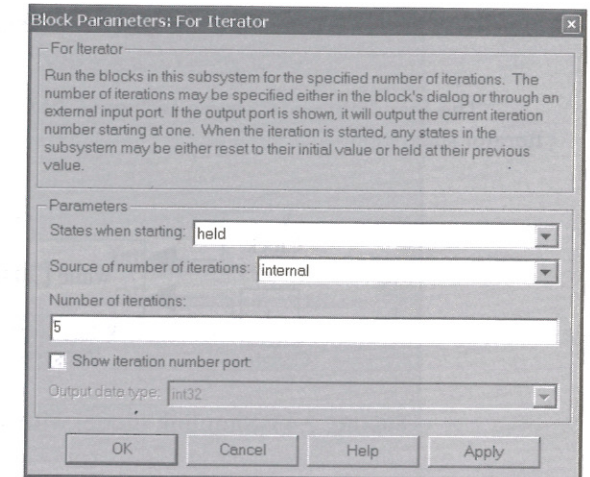 Block Parameters: For Iterator
For Iterator
Run the blocks in this subsystem for the specified number of iterations. The
number of iterations may be specified either in the block's dialog or through an
external input port. If the output port is shown, it will output the current iteration
number starting at one. When the iteration is started, any states in the
subsystem may be either reset to their initial value or held at their previous
value.
Parameters
States when starting: held
Source of number of iterations: internal
Number of iterations:
5
Show iteration number port
Output data type: int32
OK Cancel Help Apply